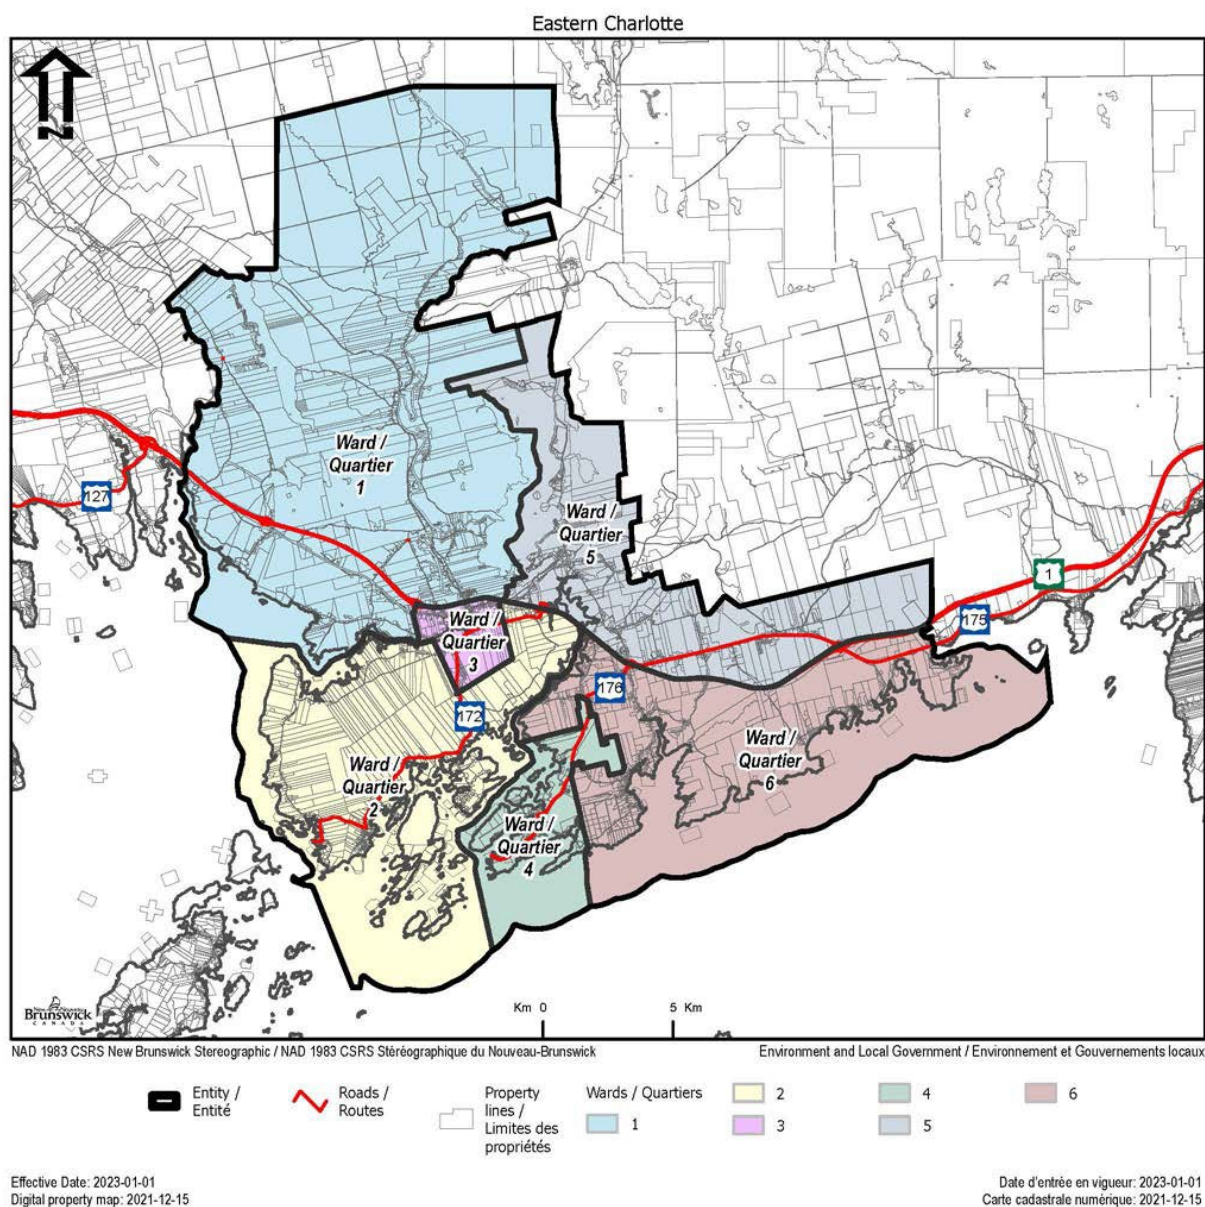 Eastern Charlotte
N
Ward /
Quartier
1
127
Ward /
Quartier
5
1
175
Ward /
Quartier
3
176
172
Ward /
Quartier
6
Ward /
Quartier
2
Ward /
Quartier
4
New Nouveau
Brunswick
CANADA
Km 0 5 Km
NAD 1983 CSRS New Brunswick Stereographic / NAD 1983 CSRS Stéréographique du Nouveau-Brunswick
Environment and Local Government / Environnement et Gouvernements locaux
Entity /
Entité
Roads /
Routes
Property
lines /
Limites des
propriétés
Wards / Quartiers
1
2
3
4
5
6
Effective Date: 2023-01-01
Digital property map: 2021-12-15
Date d'entrée en vigueur: 2023-01-01
Carte cadastrale numérique: 2021-12-15